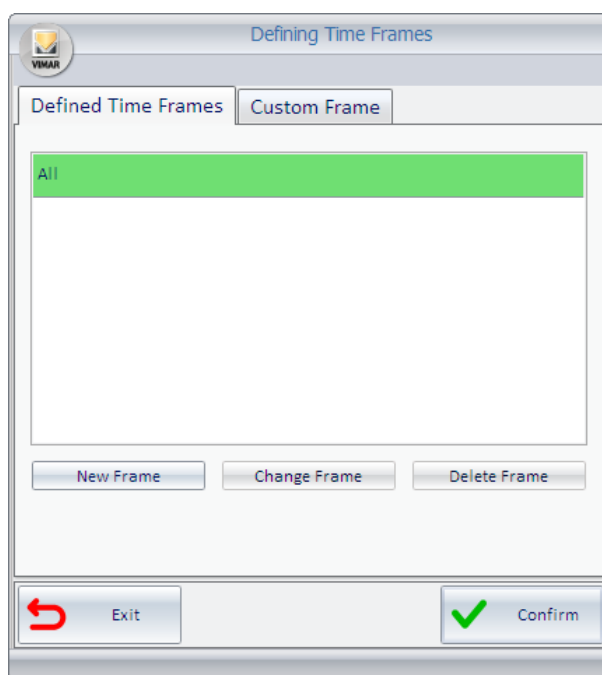 Defining Time Frames
VIMAR
Defined Time Frames Custom Frame
All
New Frame Change Frame Delete Frame
Exit Confirm